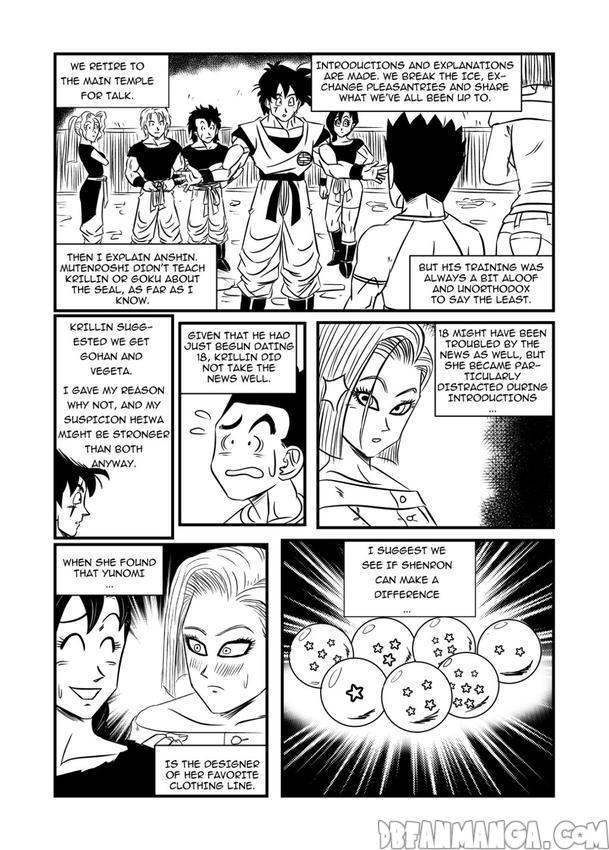 WE RETIRE TO
THE MAIN TEMPLE
FOR TALK.
INTRODUCTIONS AND EXPLANATIONS
ARE MADE. WE BREAK THE ICE, EX-
CHANGE PLEASANTRIES AND SHARE
WHAT WE'VE ALL BEEN UP TO.
THEN I EXPLAIN ANSHIN.
MUTENROSHI DIDN'T TEACH
KRILLIN OR GOKU ABOUT
THE SEAL, AS FAR AS I
KNOW.
BUT HIS TRAINING WAS
ALWAYS A BIT ALOOF
AND UNORTHODOX
TO SAY THE LEAST.
KRILLIN SUGG-
ESTED WE GET
GOHAN AND
VEGETA.
I GAVE MY REASON
WHY NOT, AND MY
SUSPICION HEIWA
MIGHT BE STRONGER
THAN BOTH
ANYWAY.
GIVEN THAT HE HAD
JUST BEGUN DATING
18, KRILLIN DID
NOT TAKE THE
NEWS WELL.
18 MIGHT HAVE BEEN
TROUBLED BY THE
NEWS AS WELL, BUT
SHE BECAME PAR-
TICULARLY
DISTRACTED DURING
INTRODUCTIONS
...
WHEN SHE FOUND
THAT YUNOMI
...
IS THE DESIGNER
OF HER FAVORITE
CLOTHING LINE.
I SUGGEST WE
SEE IF SHENRON
CAN MAKE A
DIFFERENCE
...
DBFANMANGA.COM